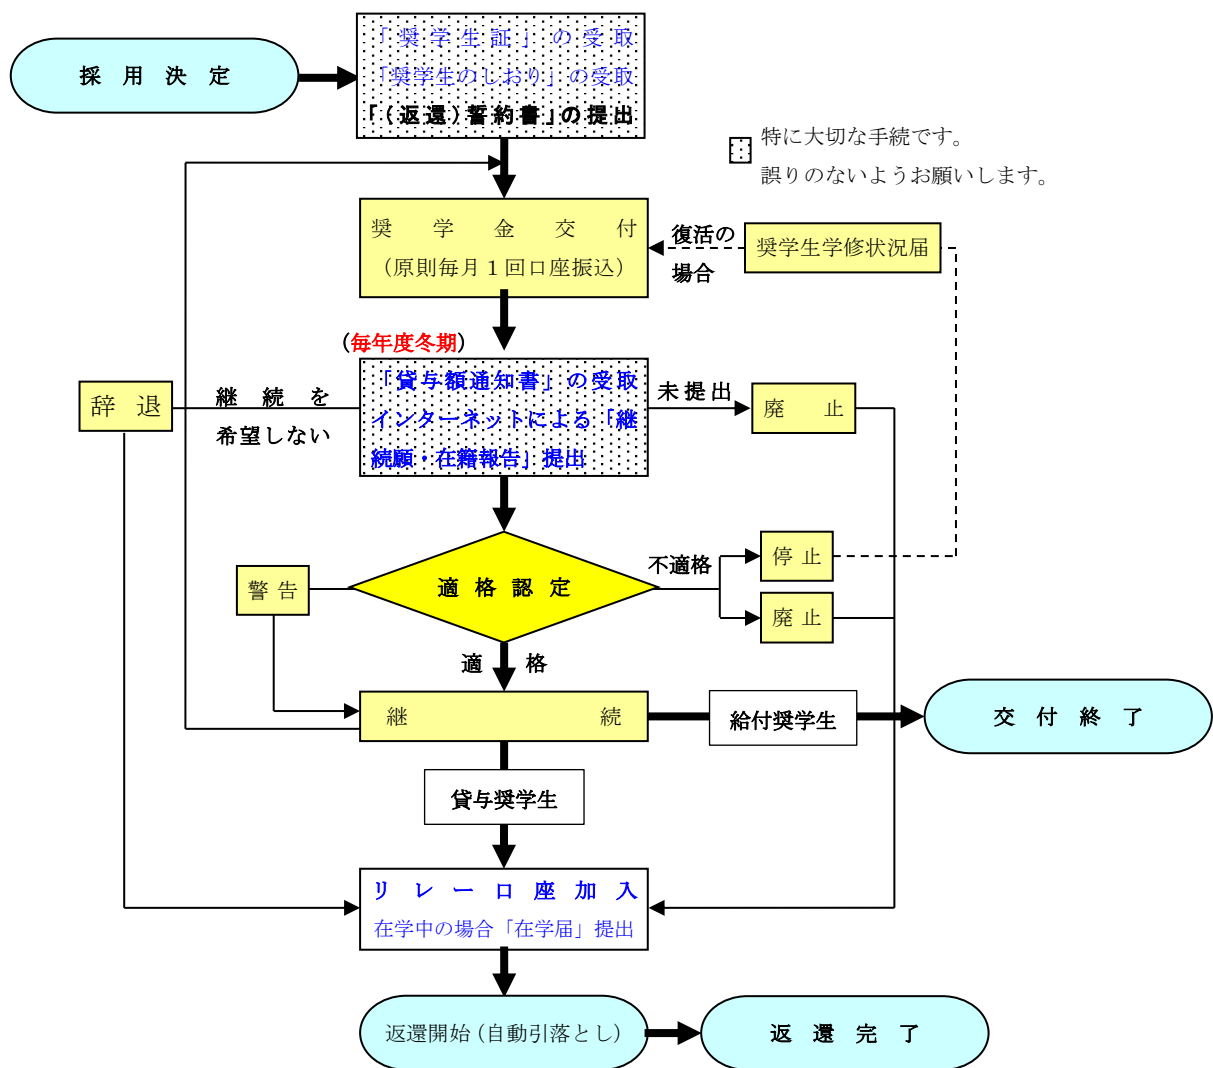 採用決定
「奨学生証」の受取
「奨学生のしおり」の受取
「（返還）誓約書」の提出
特に大切な手続です。
誤りのないようお願いします。
奨学金交付
（原則毎月１回口座振込）
復活の
場合
奨学生学修状況届
（毎年度冬期）
辞退
継続を
希望しない
「貸与額通知書」の受取
インターネットによる「継
続願・在籍報告」提出
未提出
廃止
適格認定
不適格
停止
廃止
警告
適格
継続
給付奨学生
交付終了
貸与奨学生
リレー口座加入
在学中の場合「在学届」提出
返還開始（自動引落とし）
返還完了